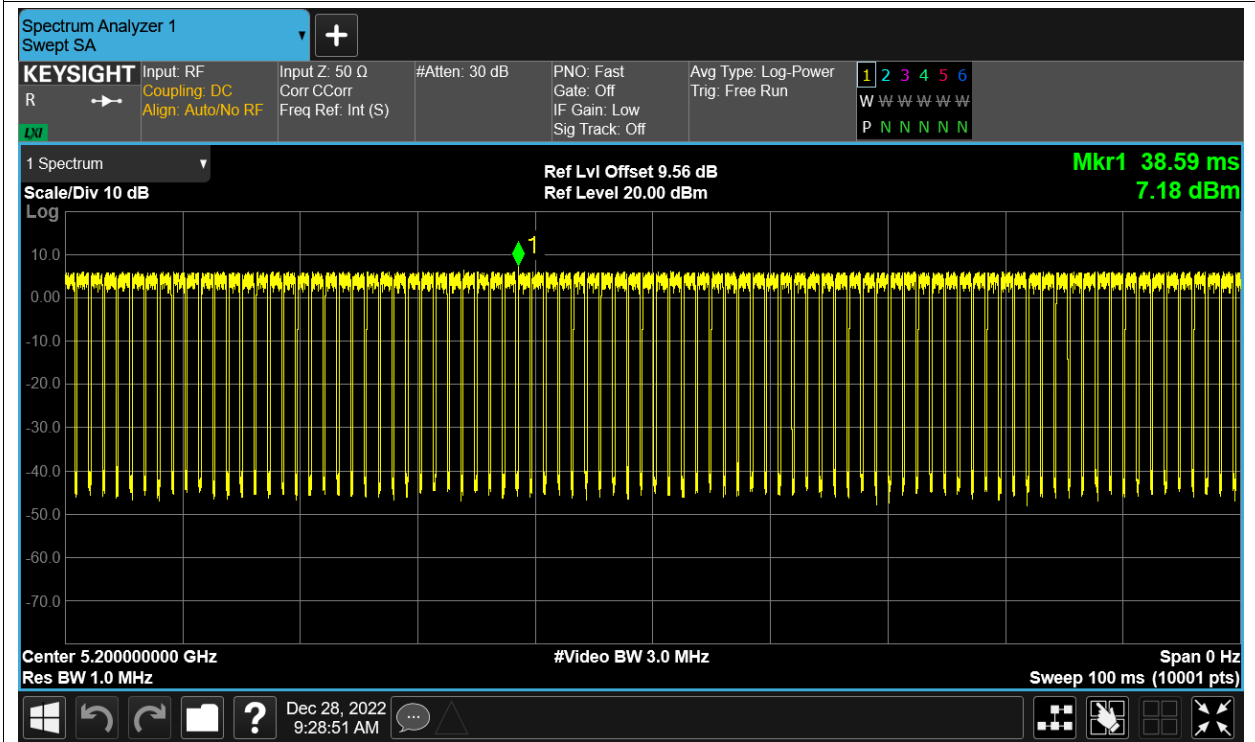 Spectrum Analyzer 1
Swept SA
KEYSIGHT
R
LXI
Input: RF
Coupling: DC
Align: Auto/No RF
Input Z: 50 Ω
Corr CCorr
Freq Ref: Int (S)
#Atten: 30 dB
PNO: Fast
Gate: Off
IF Gain: Low
Sig Track: Off
Avg Type: Log-Power
Trig: Free Run
1 2 3 4 5 6
W W W W W W
P N N N N N
1 Spectrum
Scale/Div 10 dB
Log
Ref Lvl Offset 9.56 dB
Ref Level 20.00 dBm
Mkr1 38.59 ms
7.18 dBm
1
10.0
0.00
-10.0
-20.0
-30.0
-40.0
-50.0
-60.0
-70.0
Center 5.200000000 GHz
Res BW 1.0 MHz
#Video BW 3.0 MHz
Span 0 Hz
Sweep 100 ms (10001 pts)
?
Dec 28, 2022
9:28:51 AM